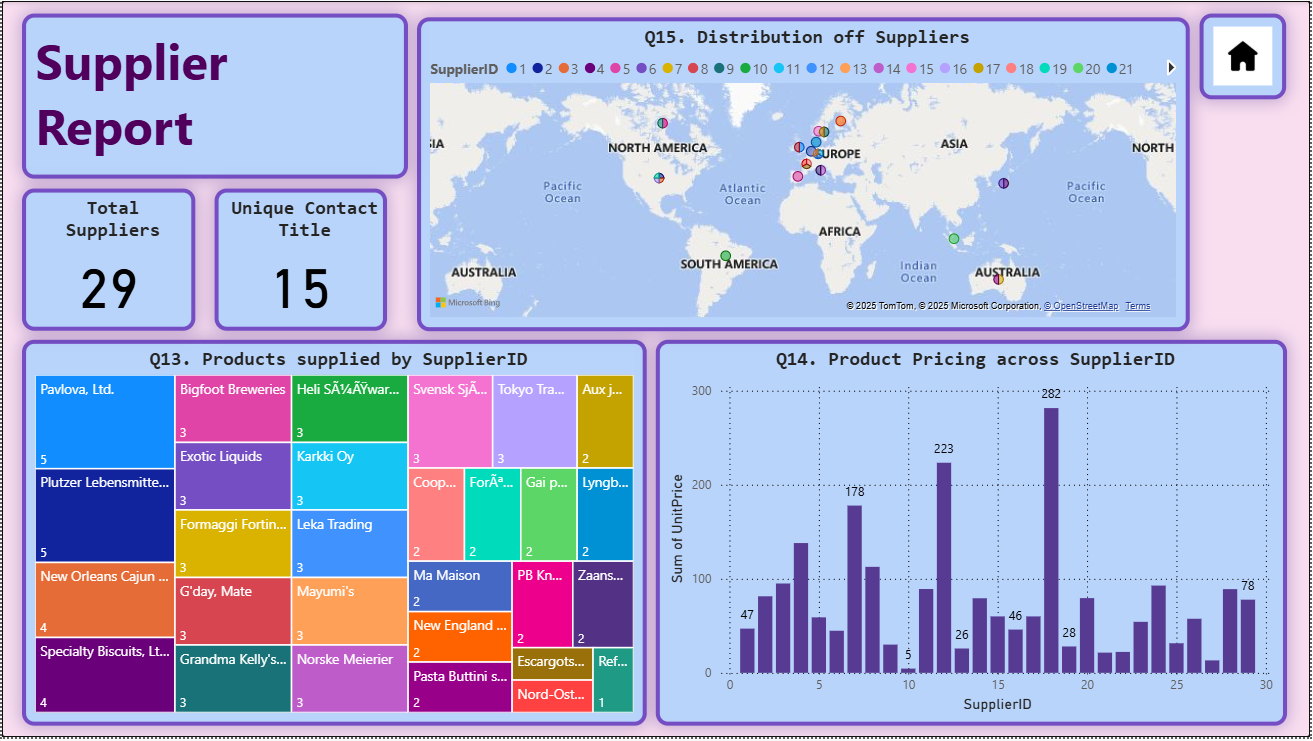 Supplier
Report
Total
Suppliers
29
Unique Contact
Title
15
Q15. Distribution off Suppliers
SupplierID 1 2 3 4 5 6 7 8 9 10 11 12 13 14 15 16 17 18 19 20 21
NORTH AMERICA
EUROPE
ASIA
NORTH
Pacific
Ocean
Atlantic
Ocean
Pacific
Ocean
AFRICA
SOUTH AMERICA
Indian
Ocean
AUSTRALIA
AUSTRALIA
Microsoft Bing
© 2025 TomTom, © 2025 Microsoft Corporation, © OpenStreetMap Terms
Q13. Products supplied by SupplierID
Pavlova, Ltd.
5
Plutzer Lebensmitte...
5
New Orleans Cajun ...
4
Specialty Biscuits, Lt...
4
Bigfoot Breweries
3
Exotic Liquids
3
Formaggi Fortin...
3
G'day, Mate
3
Grandma Kelly's...
3
Heli SÃ¼ÃŸwar...
3
Karkki Oy
3
Leka Trading
3
Mayumi's
3
Norske Meierier
3
Svensk SjÃ...
3
Tokyo Tra...
3
Aux j...
2
Coop...
2
ForÃª...
2
Gai p...
2
Lyngb...
2
Ma Maison
2
New England ...
2
Pasta Buttini s...
2
PB Kn...
2
Zaans...
2
Escargots...
Nord-Ost...
Ref...
1
Q14. Product Pricing across SupplierID
Sum of UnitPrice
300
200
100
0
47
178
5
223
26
46
282
28
78
0 5 10 15 20 25 30
SupplierID